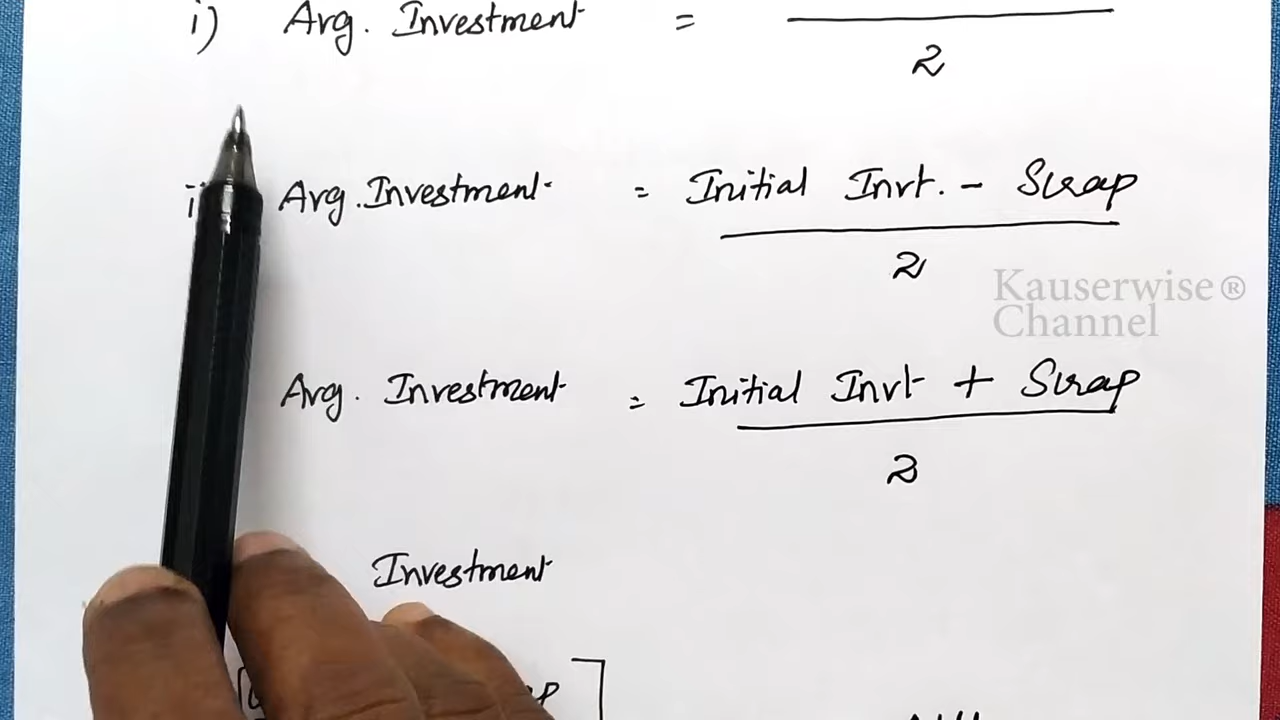 i) Avg. Investment =
2
Avg. Investment = Initial Invt. - Scrap
2
Kauserwise®
Channel
Avg. Investment = Initial Invt + Scrap
2
Investment